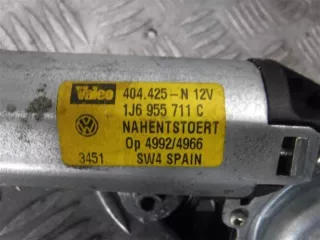 Valeo 404.425-N 12V
1J6 955 711 C
NAHENTSTOERT
Op 4992/4966
3451 SW4 SPAIN